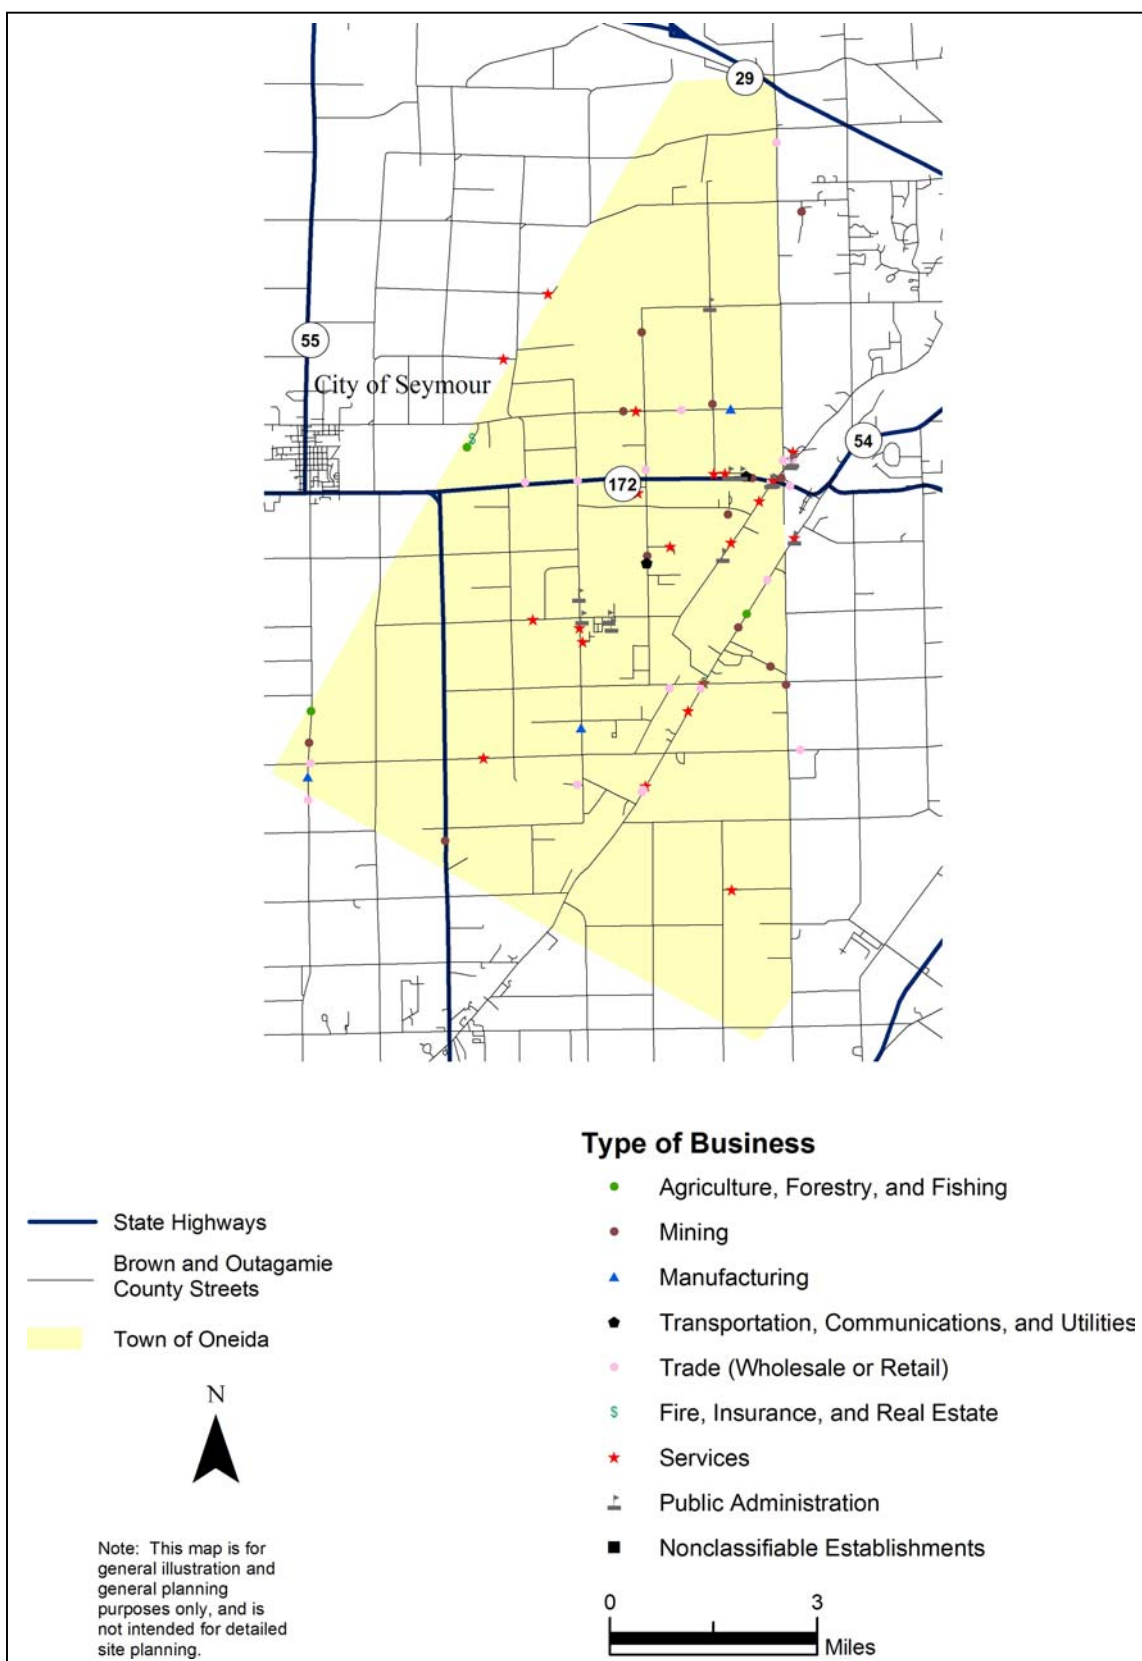 29
55
City of Seymour
54
172
Type of Business
Agriculture, Forestry, and Fishing
Mining
Manufacturing
Transportation, Communications, and Utilities
Trade (Wholesale or Retail)
Fire, Insurance, and Real Estate
Services
Public Administration
Nonclassifiable Establishments
State Highways
Brown and Outagamie
County Streets
Town of Oneida
N
Note: This map is for
general illustration and
general planning
purposes only, and is
not intended for detailed
site planning.
0 3
Miles